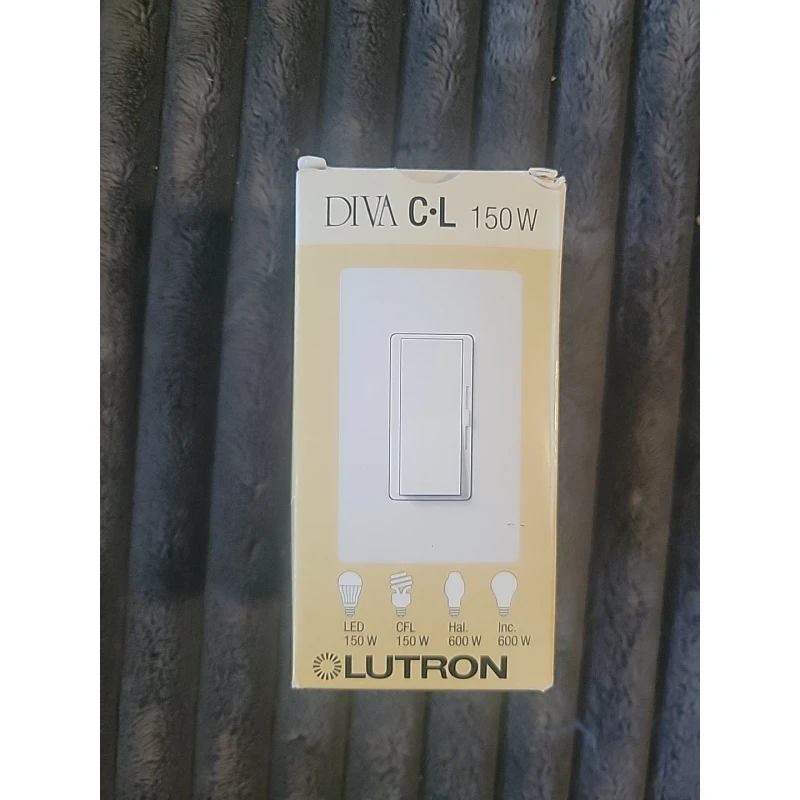 DIVA C•L 150 W
LED
150 W
CFL
150 W
Hal.
600 W
Inc.
600 W
LUTRON